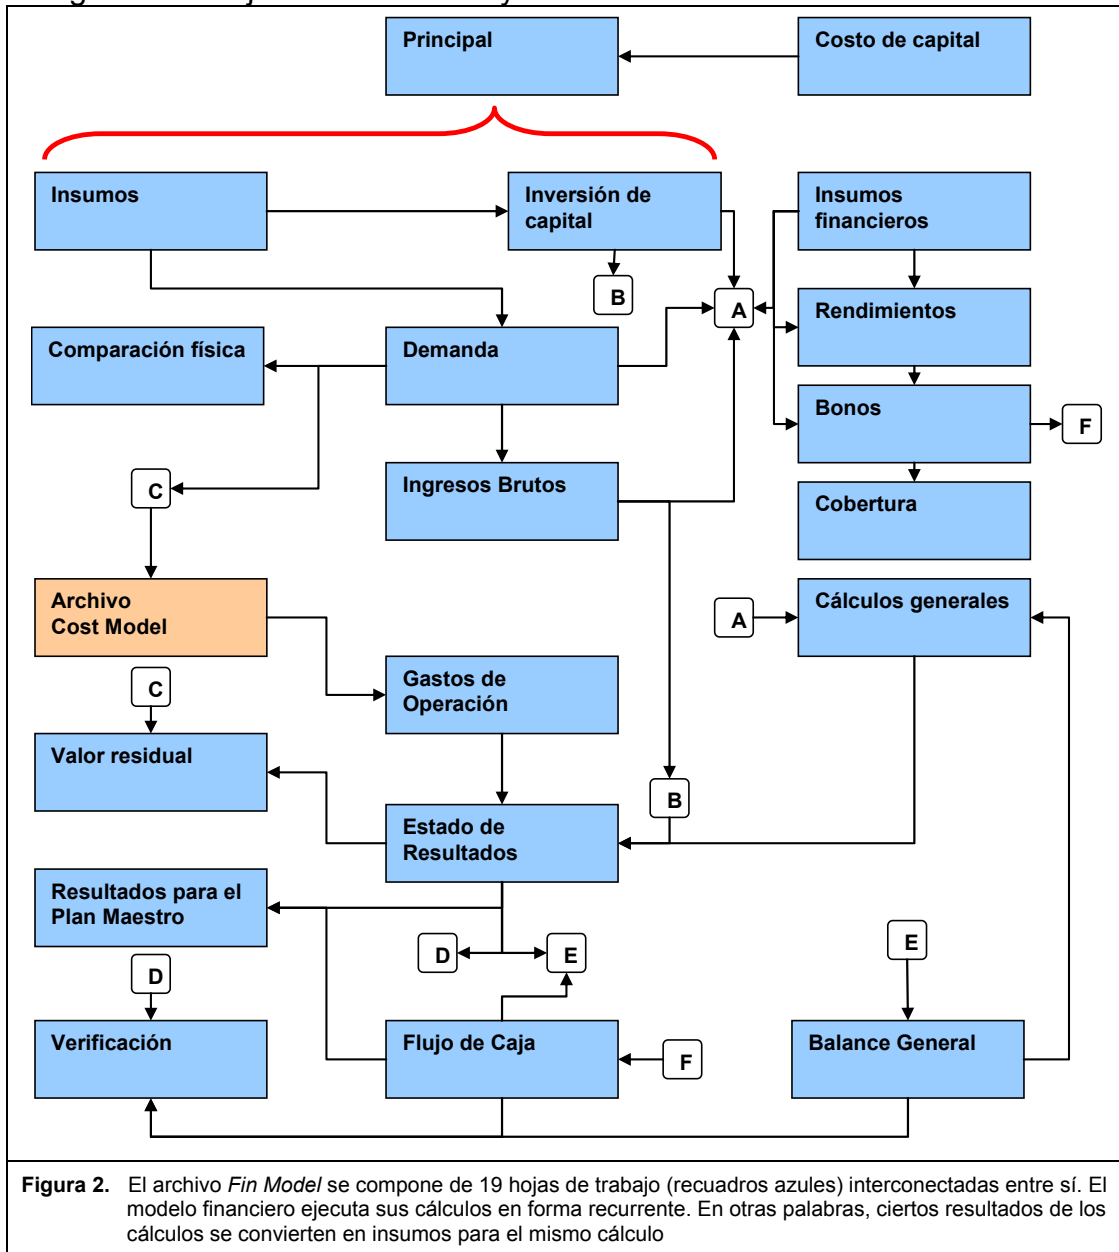 Principal
Costo de capital
Insumos
Inversión de
capital
Insumos
financieros
B
A
Rendimientos
Comparación física
Demanda
Bonos
F
C
Ingresos Brutos
Cobertura
Archivo
Cost Model
A
Cálculos generales
C
Gastos de
Operación
Valor residual
B
Estado de
Resultados
Resultados para el
Plan Maestro
D
E
E
D
Verificación
Flujo de Caja
F
Balance General
Figura 2. El archivo Fin Model se compone de 19 hojas de trabajo (recuadros azules) interconectadas entre sí. El
modelo financiero ejecuta sus cálculos en forma recurrente. En otras palabras, ciertos resultados de los
cálculos se convierten en insumos para el mismo cálculo